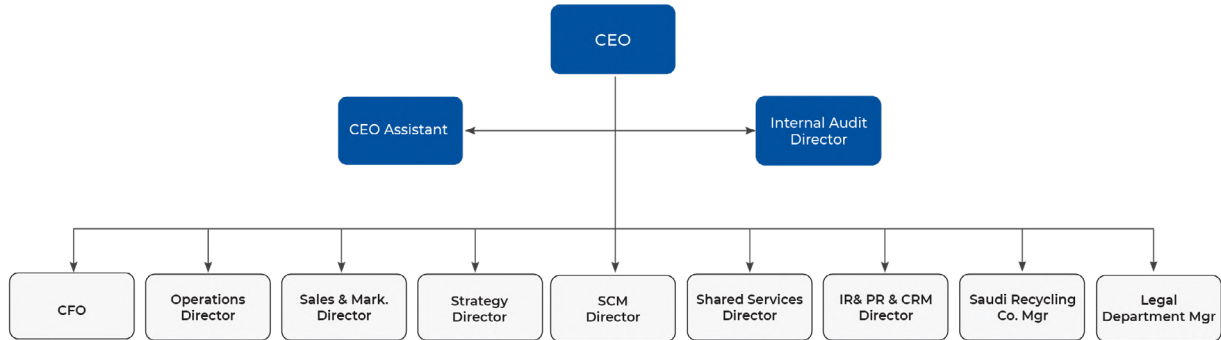 CEO
CEO Assistant
Internal Audit
Director
CFO
Operations
Director
Sales & Mark.
Director
Strategy
Director
SCM
Director
Shared Services
Director
IR& PR & CRM
Director
Saudi Recycling
Co. Mgr
Legal
Department Mgr